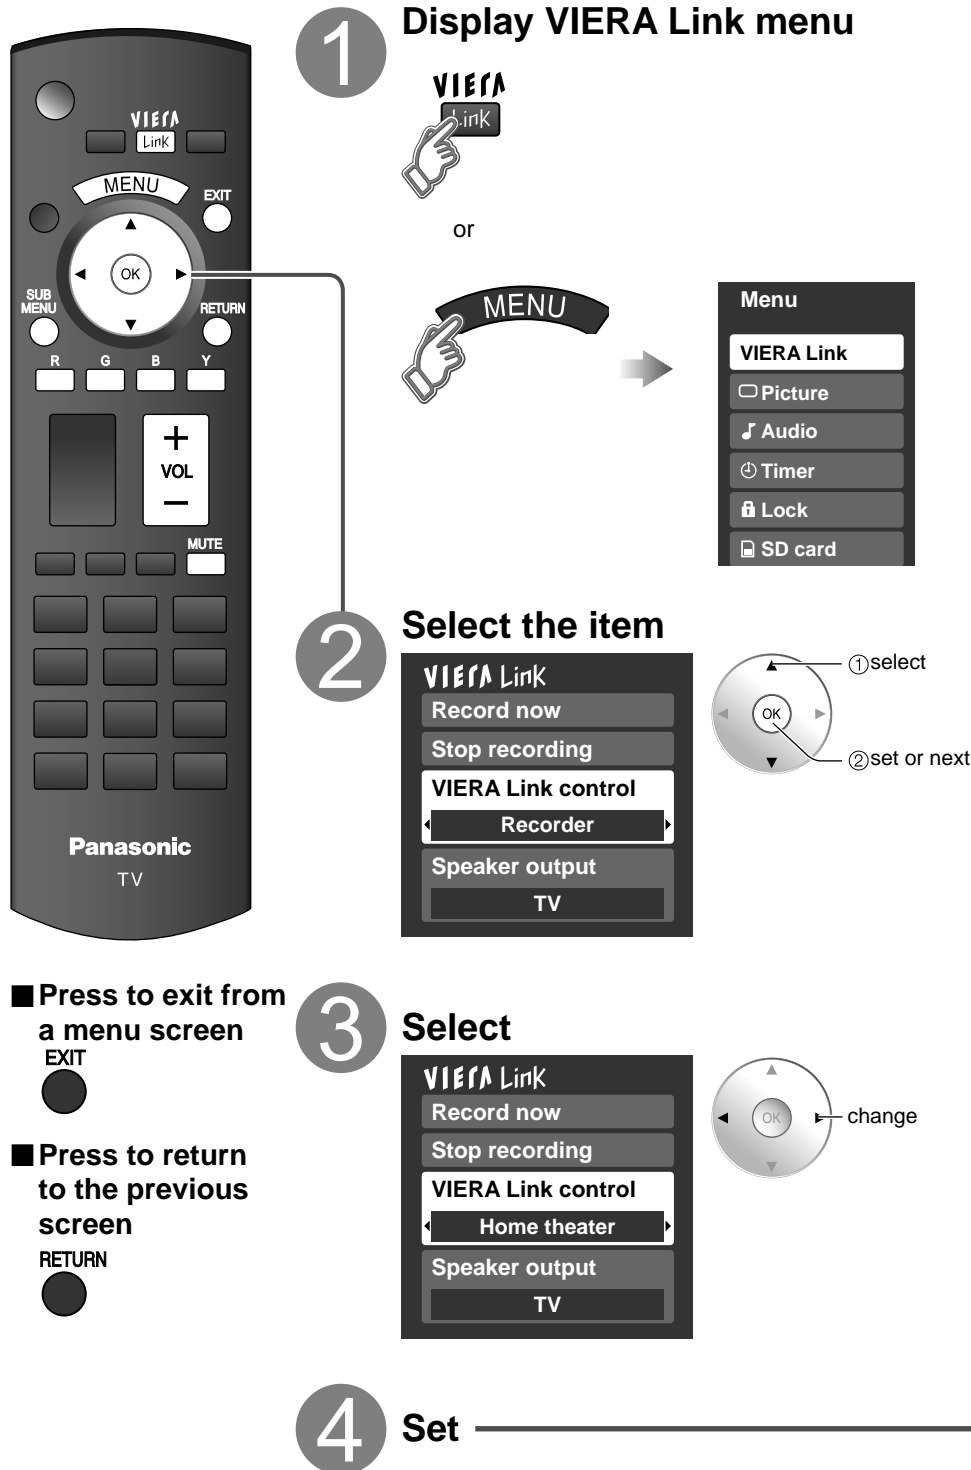 VIERA
Link
MENU
EXIT
OK
SUB
MENU
RETURN
R G B Y
+
VOL
−
MUTE
Panasonic
TV
■Press to exit from
a menu screen
EXIT
■Press to return
to the previous
screen
RETURN
1
Display VIERA Link menu
VIERA
Link
or
MENU
Menu
VIERA Link
Picture
Audio
Timer
Lock
SD card
2
Select the item
VIERA Link
Record now
Stop recording
VIERA Link control
Recorder
Speaker output
TV
OK
①select
②set or next
3
Select
VIERA Link
Record now
Stop recording
VIERA Link control
Home theater
Speaker output
TV
OK
change
4
Set